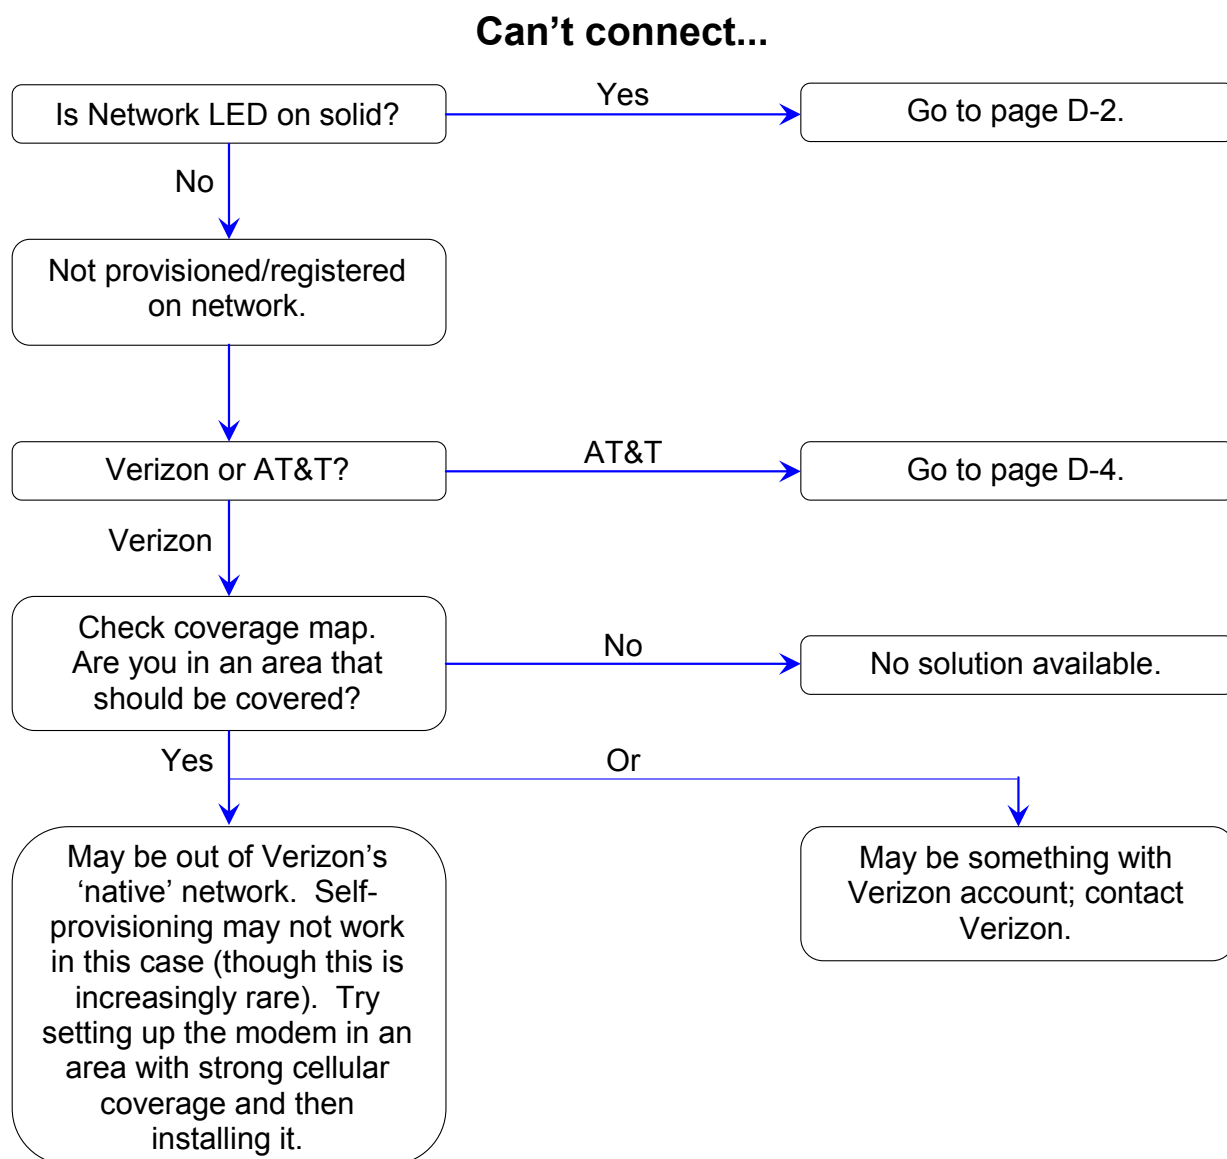 Can’t connect...
Is Network LED on solid?
Yes
Go to page D-2.
No
Not provisioned/registered
on network.
Verizon or AT&T?
AT&T
Go to page D-4.
Verizon
Check coverage map.
Are you in an area that
should be covered?
No
No solution available.
Yes
Or
May be out of Verizon’s
‘native’ network.  Self-
provisioning may not work
in this case (though this is
increasingly rare).  Try
setting up the modem in an
area with strong cellular
coverage and then
installing it.
May be something with
Verizon account; contact
Verizon.